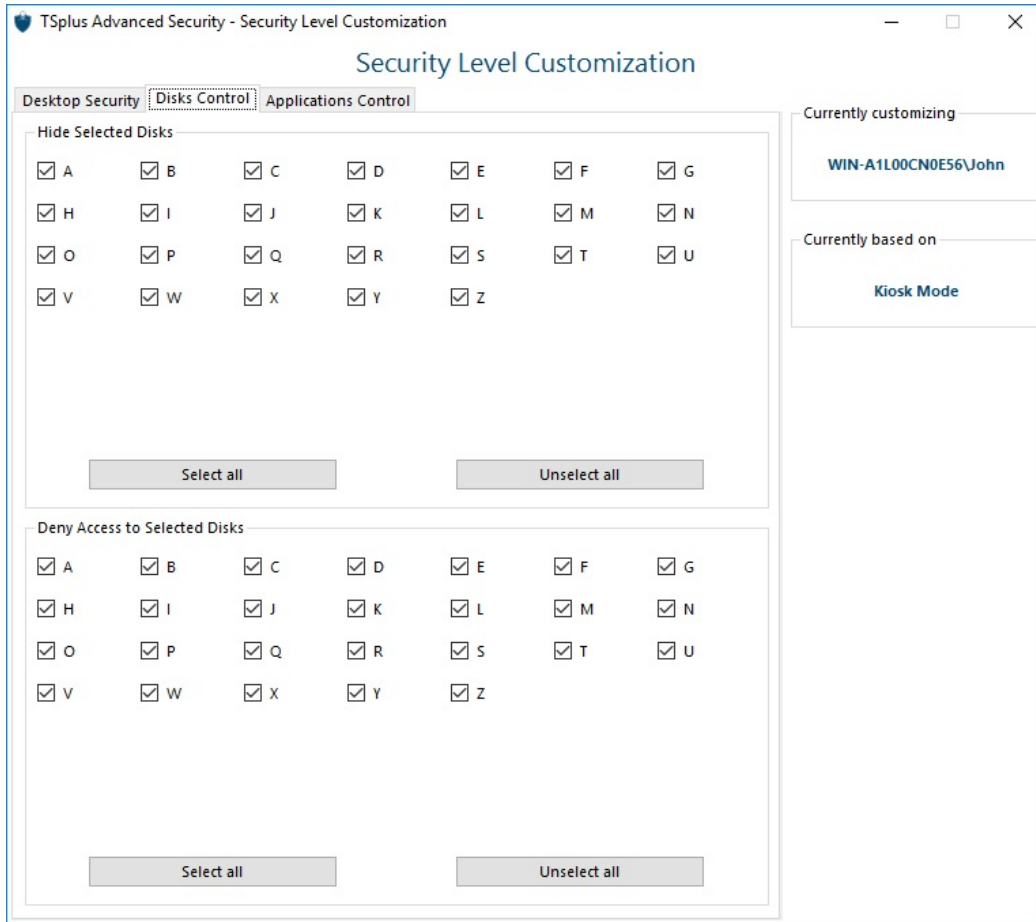 TSplus Advanced Security - Security Level Customization
Security Level Customization
Desktop Security Disks Control Applications Control
Hide Selected Disks
A B C D E F G
H I J K L M N
O P Q R S T U
V W X Y Z
Select all Unselect all
Deny Access to Selected Disks
A B C D E F G
H I J K L M N
O P Q R S T U
V W X Y Z
Select all Unselect all
Currently customizing
WIN-A1L00CN0E56\John
Currently based on
Kiosk Mode